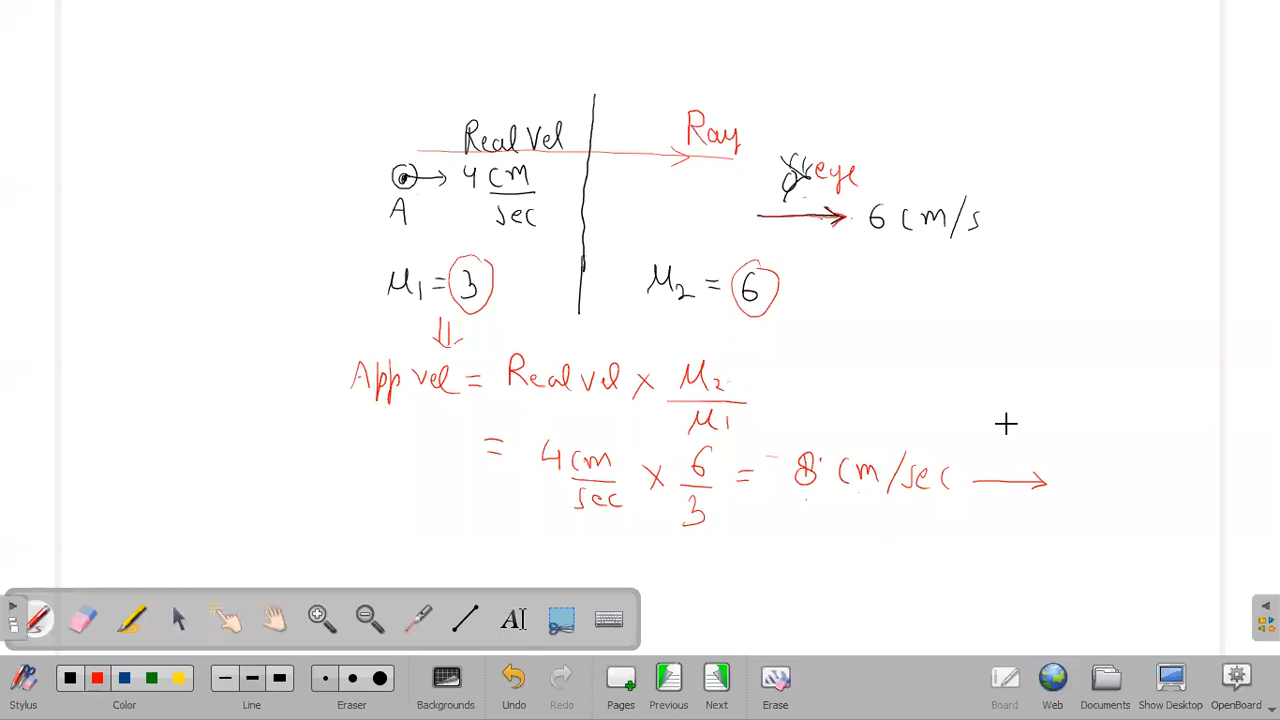 Real Vel
Ray
A
4 cm/sec
eye
6 cm/s
μ1 = 3
μ2 = 6
⇓
App vel = Real vel × μ2/μ1
= 4 cm/sec × 6/3 = 8 cm/sec →
Stylus
Color
Line
Eraser
Backgrounds
Undo
Redo
Pages
Previous
Next
Erase
Board
Web
Documents
Show Desktop
OpenBoard